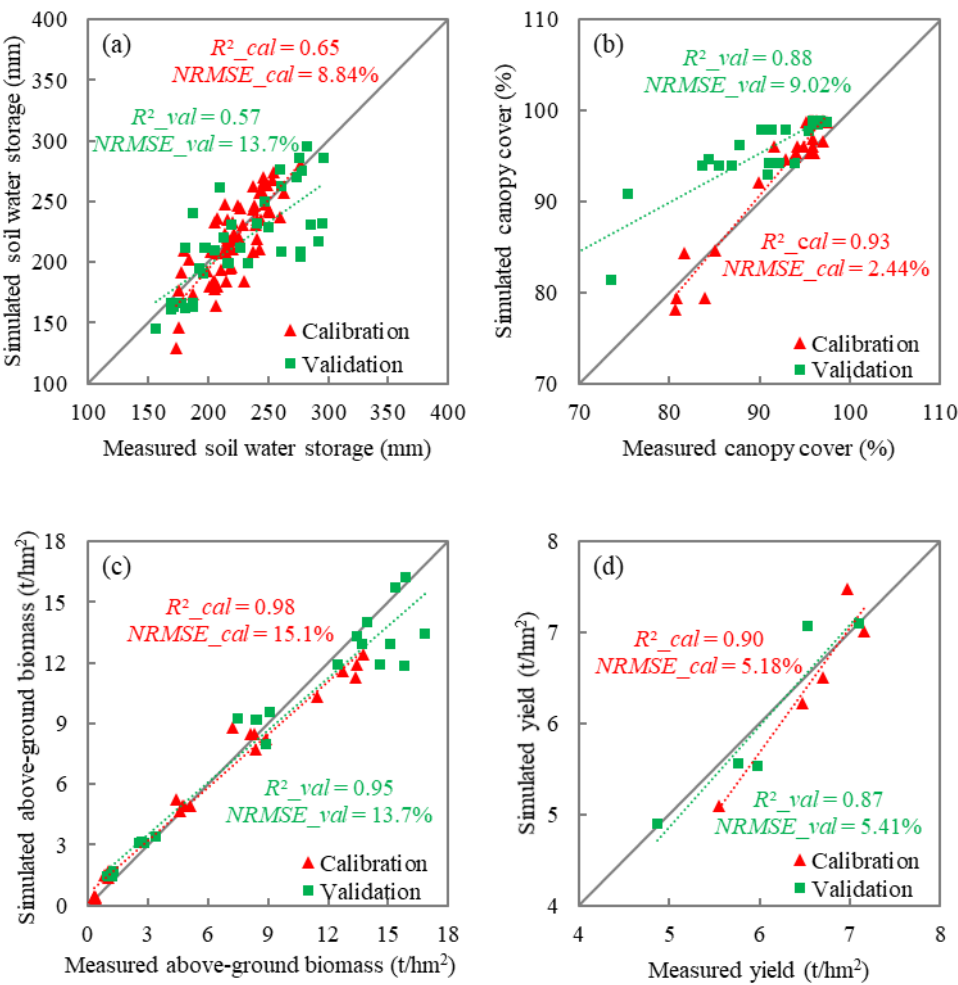 (a)
R²_cal = 0.65
NRMSE_cal = 8.84%
R²_val = 0.57
NRMSE_val = 13.7%
Calibration
Validation
400
350
300
250
200
150
100
100 150 200 250 300 350 400
Simulated soil water storage (mm)
Measured soil water storage (mm)
(b)
R²_val = 0.88
NRMSE_val = 9.02%
R²_cal = 0.93
NRMSE_cal = 2.44%
Calibration
Validation
110
100
90
80
70
70 80 90 100 110
Simulated canopy cover (%)
Measured canopy cover (%)
(c)
R²_cal = 0.98
NRMSE_cal = 15.1%
R²_val = 0.95
NRMSE_val = 13.7%
Calibration
Validation
18
15
12
9
6
3
0
0 3 6 9 12 15 18
Simulated above-ground biomass (t/hm²)
Measured above-ground biomass (t/hm²)
(d)
R²_cal = 0.90
NRMSE_cal = 5.18%
R²_val = 0.87
NRMSE_val = 5.41%
Calibration
Validation
8
7
6
5
4
4 5 6 7 8
Simulated yield (t/hm²)
Measured yield (t/hm²)